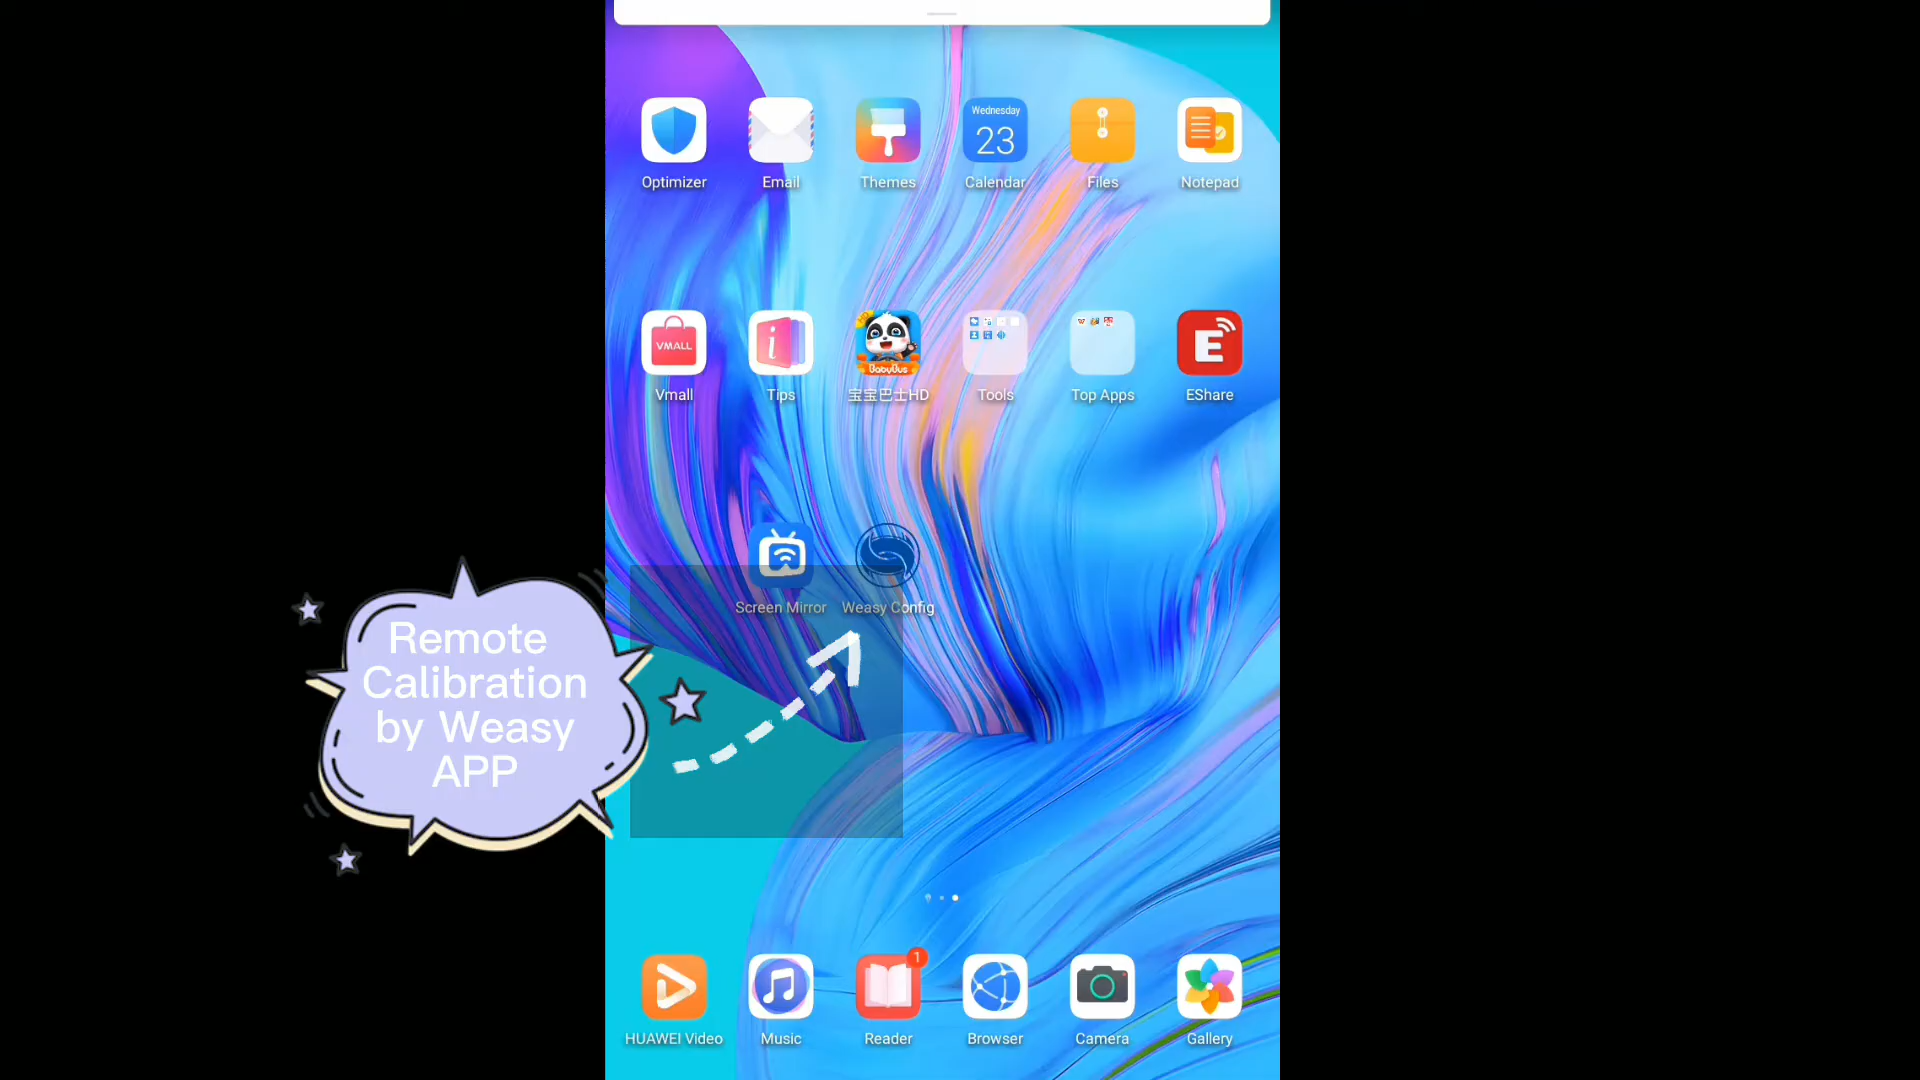 Wednesday
23
Optimizer
Email
Themes
Calendar
Files
Notepad
VMALL
i
BabyBus
E
Vmall
Tips
宝宝巴士HD
Tools
Top Apps
EShare
Screen Mirror
Weasy Config
Remote
Calibration
by Weasy
APP
1
HUAWEI Video
Music
Reader
Browser
Camera
Gallery